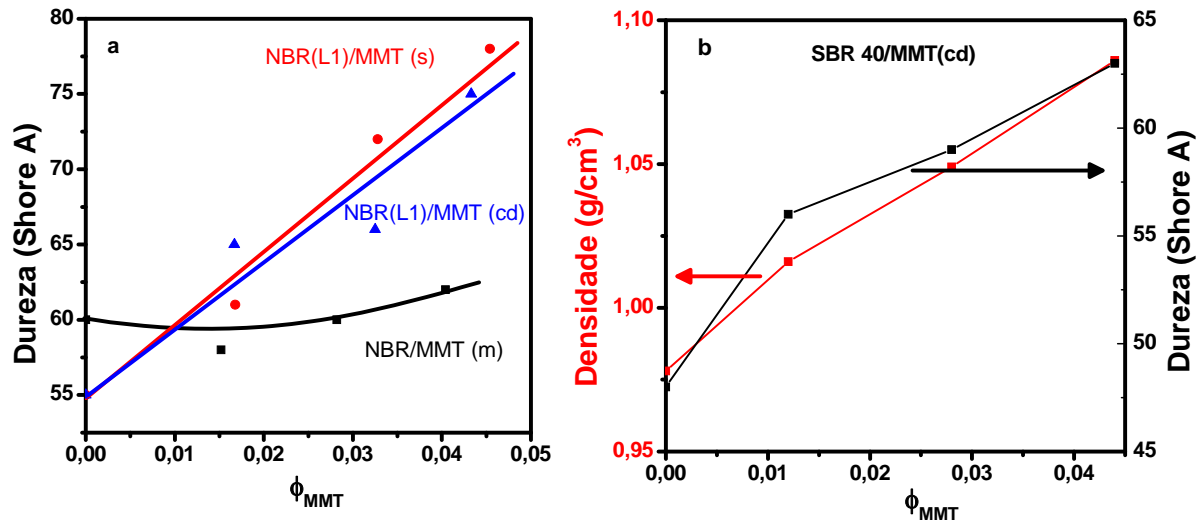 a
NBR(L1)/MMT (s)
NBR(L1)/MMT (cd)
NBR/MMT (m)
Dureza (Shore A)
80
75
70
65
60
55
0,00 0,01 0,02 0,03 0,04 0,05
ϕMMT
b
SBR 40/MMT(cd)
Densidade (g/cm³)
1,10
1,05
1,00
0,95
0,00 0,01 0,02 0,03 0,04
ϕMMT
65
60
55
50
45
Dureza (Shore A)